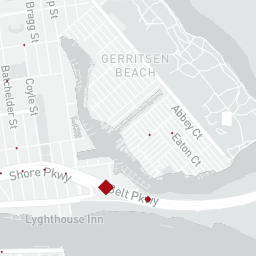 Bragg St
p St
GERRITSEN
BEACH
Batchelder St
Coyle St
Abbey Ct
Eaton Ct
Shore Pkwy
Belt Pkwy
Lyghthouse Inn